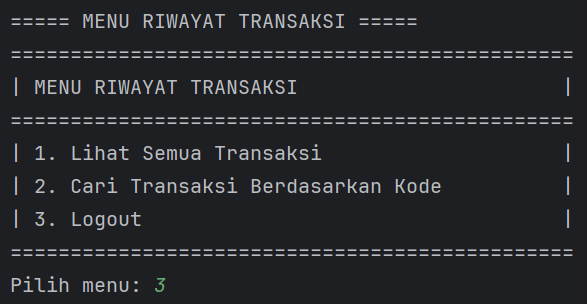 ===== MENU RIWAYAT TRANSAKSI =====
===============================================
| MENU RIWAYAT TRANSAKSI                      |
===============================================
| 1. Lihat Semua Transaksi                    |
| 2. Cari Transaksi Berdasarkan Kode          |
| 3. Logout                                   |
===============================================
Pilih menu: 3